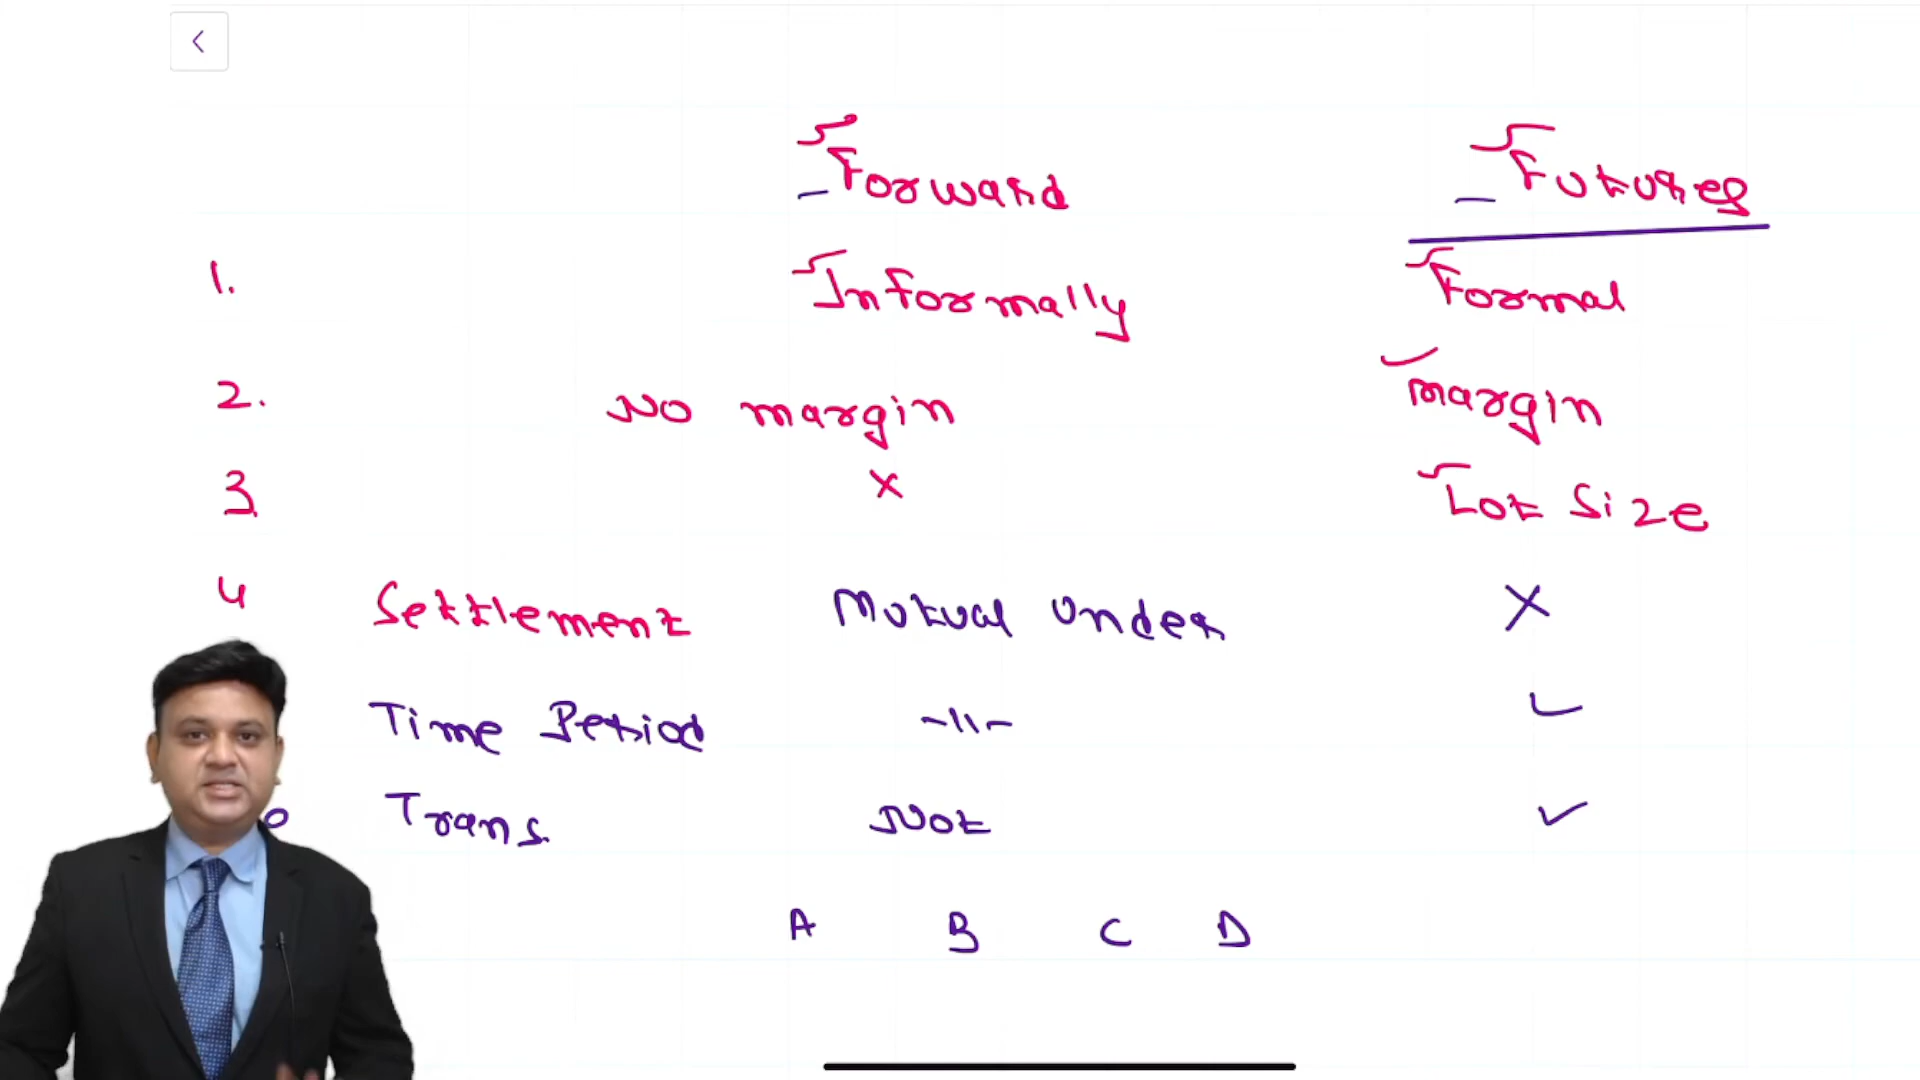 Forward Futures
1. Informally Formal
2. No margin margin
3 x Lot Size
4 Settlement Mutual Under X
Time Period -11- ✓
Trans. Not ✓
A B C D